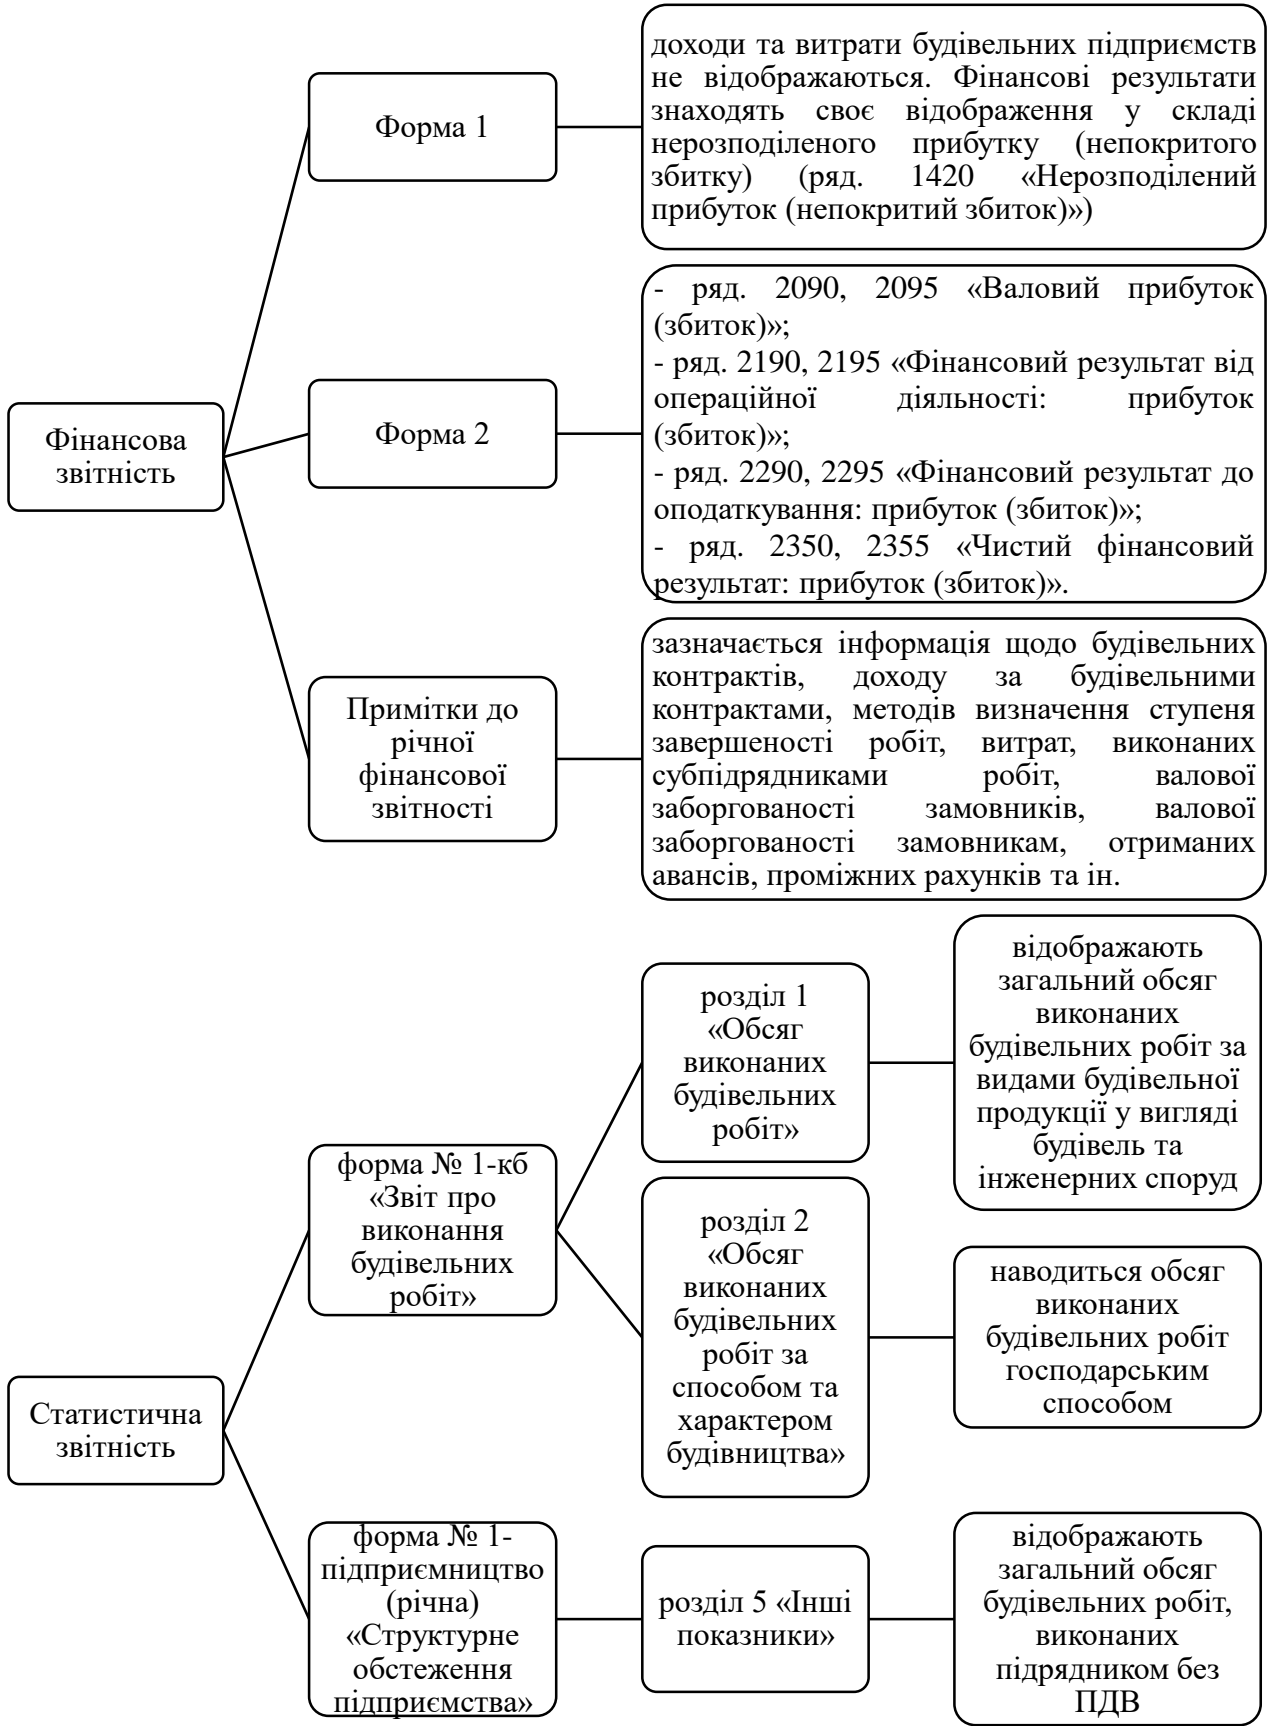 Фінансова
звітність
Форма 1
доходи та витрати будівельних підприємств
не відображаються. Фінансові результати
знаходять своє відображення у складі
нерозподіленого прибутку (непокритого
збитку) (ряд. 1420 «Нерозподілений
прибуток (непокритий збиток)»)
Форма 2
- ряд. 2090, 2095 «Валовий прибуток
(збиток)»;
- ряд. 2190, 2195 «Фінансовий результат від
операційної діяльності: прибуток
(збиток)»;
- ряд. 2290, 2295 «Фінансовий результат до
оподаткування: прибуток (збиток)»;
- ряд. 2350, 2355 «Чистий фінансовий
результат: прибуток (збиток)».
Примітки до
річної
фінансової
звітності
зазначається інформація щодо будівельних
контрактів, доходу за будівельними
контрактами, методів визначення ступеня
завершеності робіт, витрат, виконаних
субпідрядниками робіт, валової
заборгованості замовників, валової
заборгованості замовникам, отриманих
авансів, проміжних рахунків та ін.
Статистична
звітність
форма № 1-кб
«Звіт про
виконання
будівельних
робіт»
розділ 1
«Обсяг
виконаних
будівельних
робіт»
відображають
загальний обсяг
виконаних
будівельних робіт за
видами будівельної
продукції у вигляді
будівель та
інженерних споруд
розділ 2
«Обсяг
виконаних
будівельних
робіт за
способом та
характером
будівництва»
наводиться обсяг
виконаних
будівельних робіт
господарським
способом
форма № 1-
підприємництво
(річна)
«Структурне
обстеження
підприємства»
розділ 5 «Інші
показники»
відображають
загальний обсяг
будівельних робіт,
виконаних
підрядником без
ПДВ